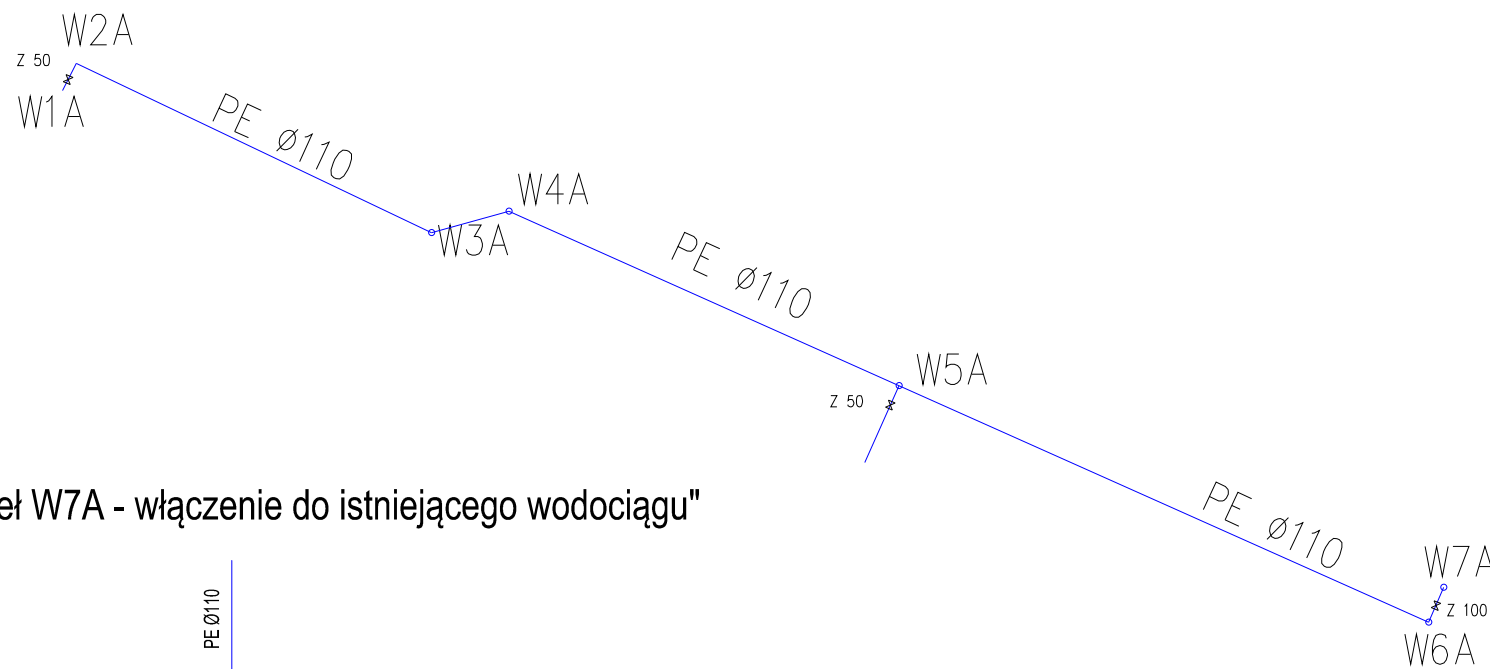 W2A
Z 50
W1A
PE ø110
W4A
W3A
PE ø110
W5A
Z 50
W7A - włączenie do istniejącego wodociągu"
PE ø110
W7A
Z 100
W6A
PE Ø110